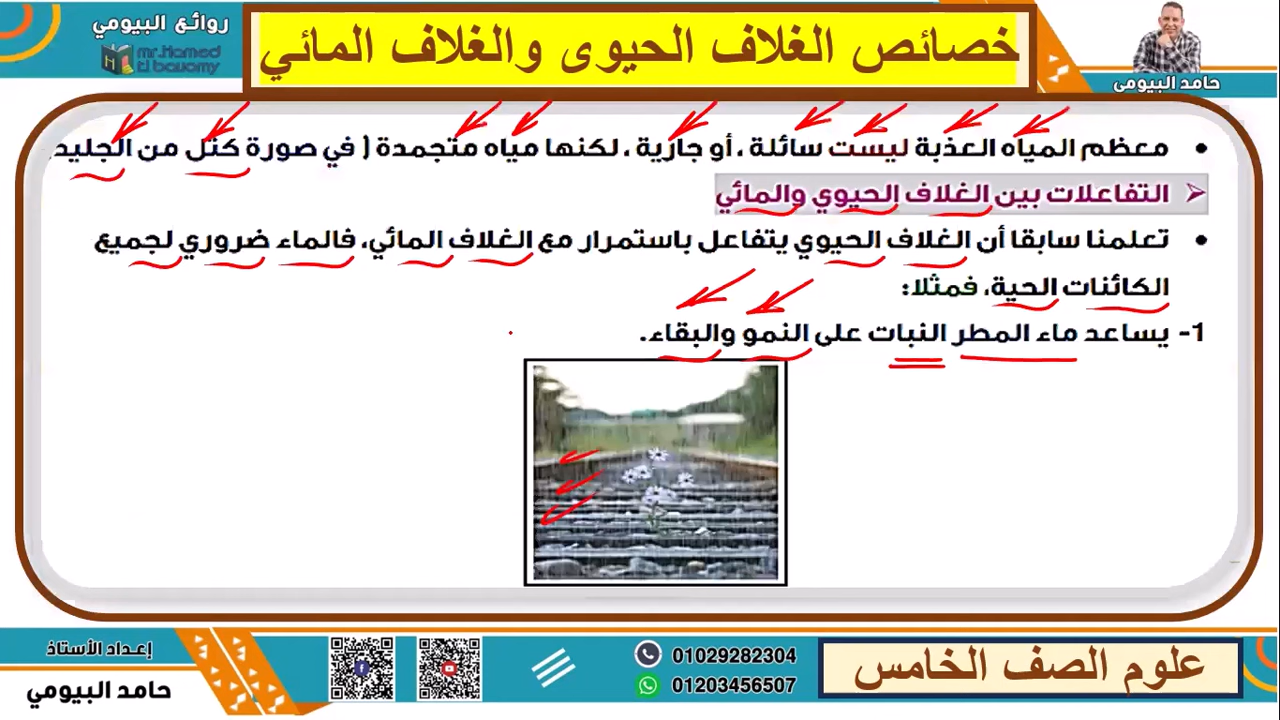 روائع البيومي
mr.Hamed
El bauomy
خصائص الغلاف الحيوى والغلاف المائي
حامد البيومى
معظم المياه العذبة ليست سائلة ، أو جارية ، لكنها مياه متجمدة ( في صورة كتل من الجليد
التفاعلات بين الغلاف الحيوي والمائي
تعلمنا سابقا أن الغلاف الحيوي يتفاعل باستمرار مع الغلاف المائي، فالماء ضروري لجميع
الكائنات الحية، فمثلا:
1- يساعد ماء المطر النبات على النمو والبقاء.
إعداد الأستاذ
حامد البيومي
01029282304
01203456507
علوم الصف الخامس